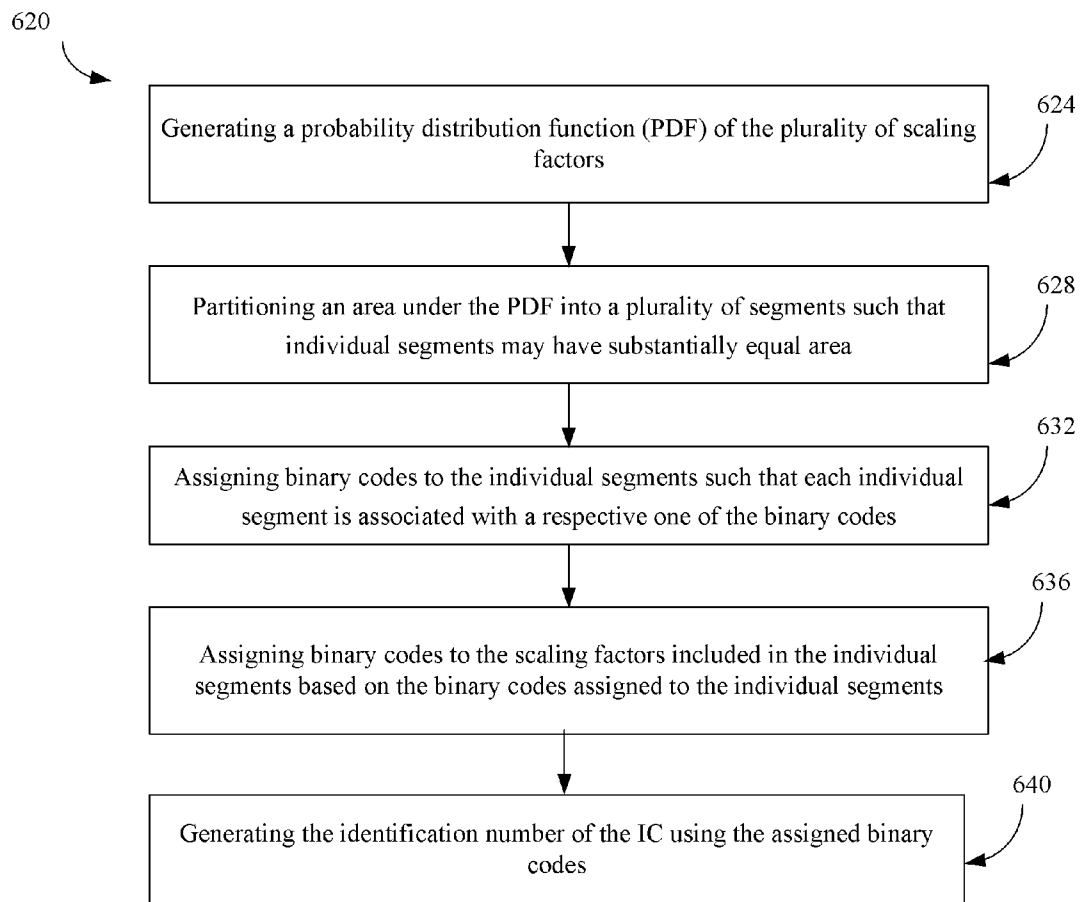 620
624
Generating a probability distribution function (PDF) of the plurality of scaling
factors
628
Partitioning an area under the PDF into a plurality of segments such that
individual segments may have substantially equal area
632
Assigning binary codes to the individual segments such that each individual
segment is associated with a respective one of the binary codes
636
Assigning binary codes to the scaling factors included in the individual
segments based on the binary codes assigned to the individual segments
640
Generating the identification number of the IC using the assigned binary
codes